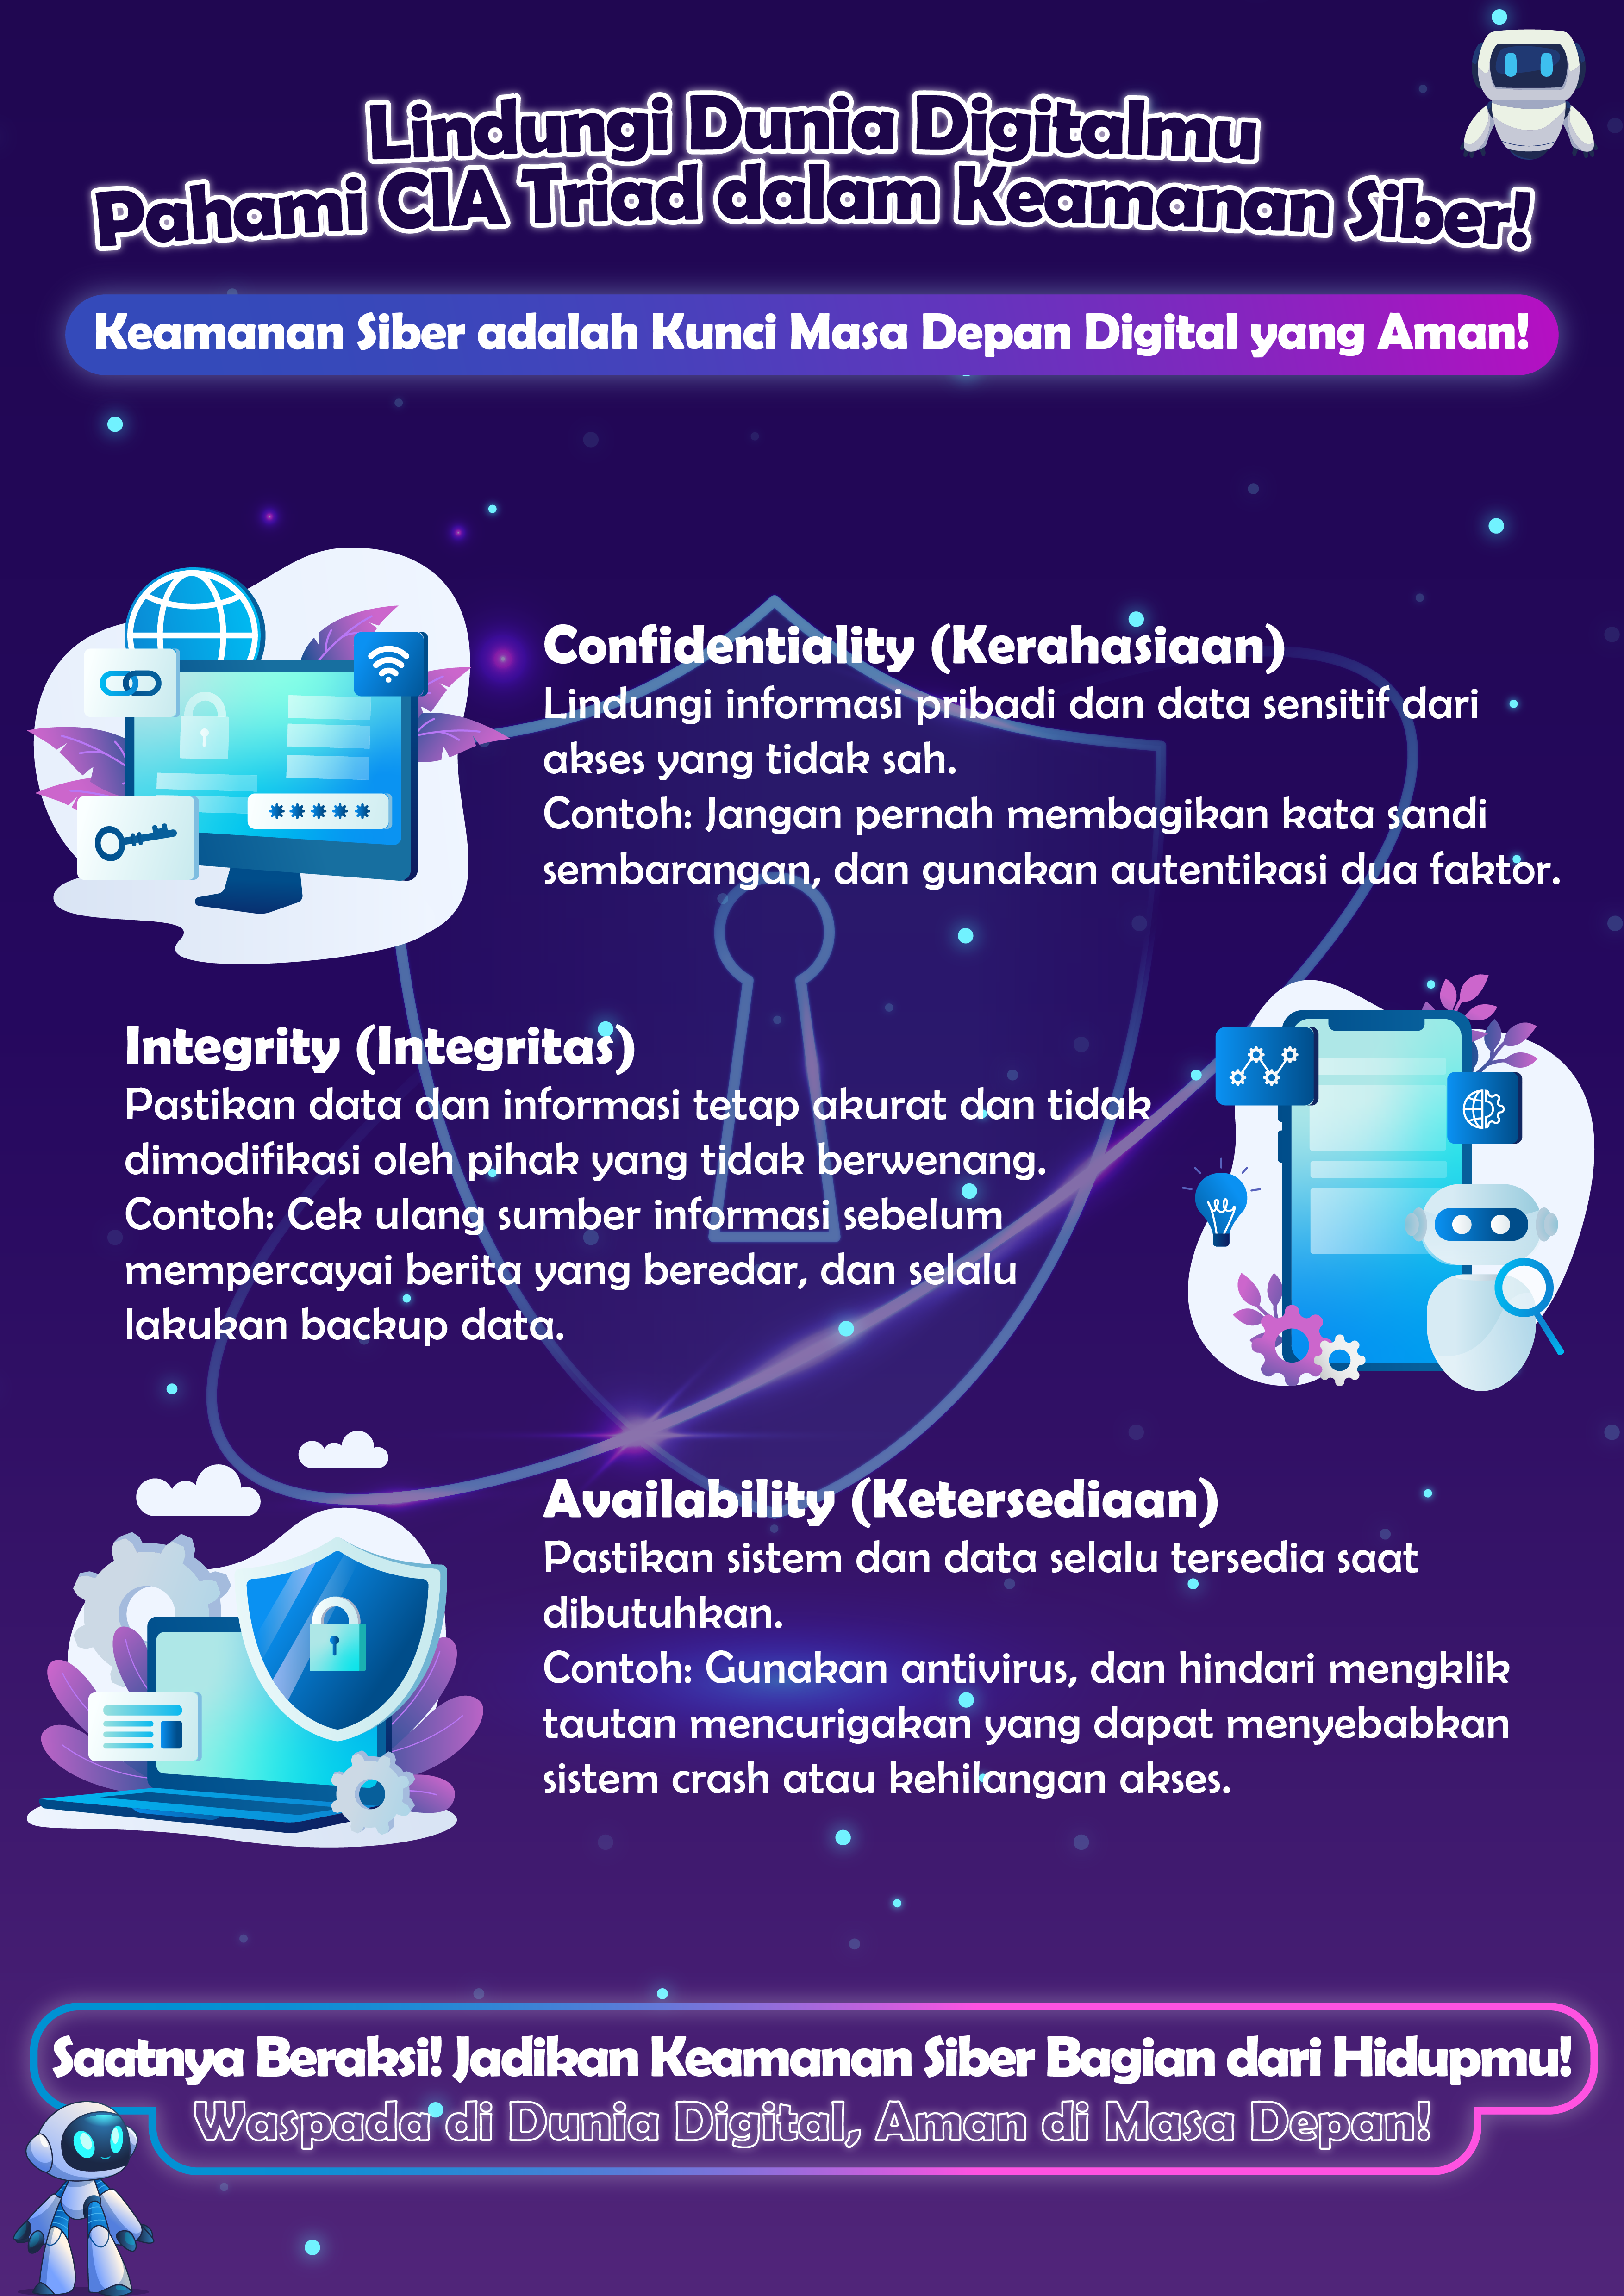 Lindungi Dunia Digitalmu
Pahami CIA Triad dalam Keamanan Siber!
Keamanan Siber adalah Kunci Masa Depan Digital yang Aman!
Confidentiality (Kerahasiaan)
Lindungi informasi pribadi dan data sensitif dari
akses yang tidak sah.
Contoh: Jangan pernah membagikan kata sandi
sembarangan, dan gunakan autentikasi dua faktor.
Integrity (Integritas)
Pastikan data dan informasi tetap akurat dan tidak
dimodifikasi oleh pihak yang tidak berwenang.
Contoh: Cek ulang sumber informasi sebelum
mempercayai berita yang beredar, dan selalu
lakukan backup data.
Availability (Ketersediaan)
Pastikan sistem dan data selalu tersedia saat
dibutuhkan.
Contoh: Gunakan antivirus, dan hindari mengklik
tautan mencurigakan yang dapat menyebabkan
sistem crash atau kehilangan akses.
Saatnya Beraksi! Jadikan Keamanan Siber Bagian dari Hidupmu!
Waspada di Dunia Digital, Aman di Masa Depan!